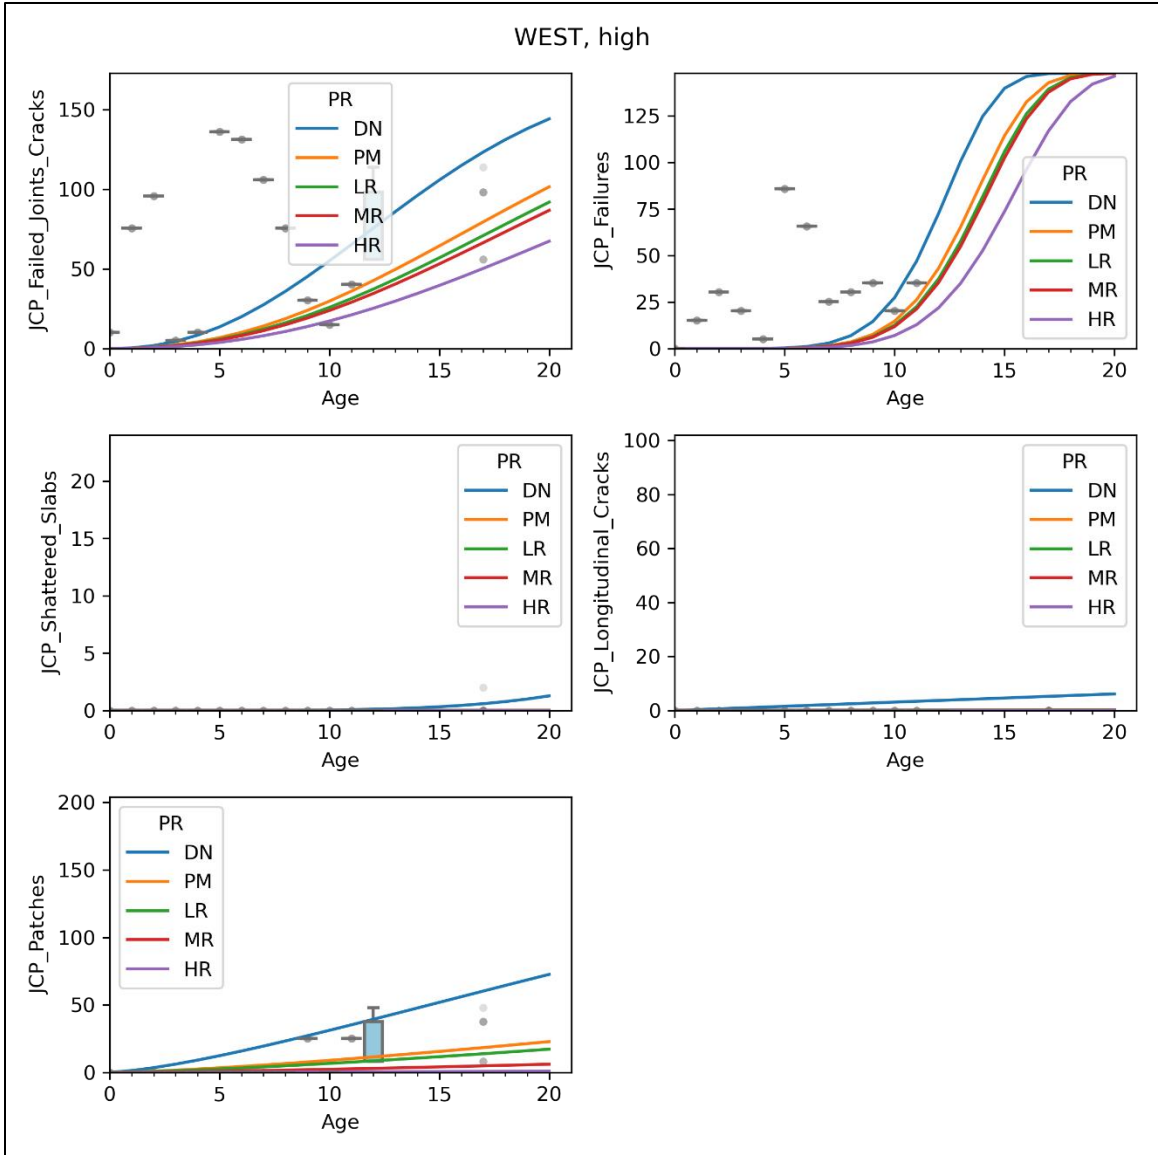 WEST, high
JCP_Failed_Joints_Cracks
150
100
50
0
0 5 10 15 20
Age
PR
DN
PM
LR
MR
HR
JCP_Failures
125
100
75
50
25
0
0 5 10 15 20
Age
PR
DN
PM
LR
MR
HR
JCP_Shattered_Slabs
20
15
10
5
0
0 5 10 15 20
Age
PR
DN
PM
LR
MR
HR
JCP_Longitudinal_Cracks
100
80
60
40
20
0
0 5 10 15 20
Age
PR
DN
PM
LR
MR
HR
JCP_Patches
200
150
100
50
0
0 5 10 15 20
Age
PR
DN
PM
LR
MR
HR